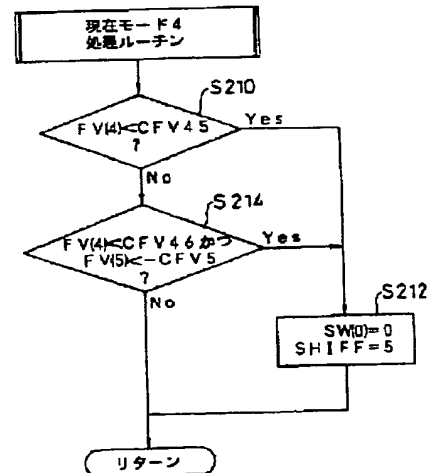 現在モード4
処理ルーチン
S210
FV(4)<CFV45
?
Yes
No
S214
FV(4)<CFV46かつ
FV(5)<-CFV5
?
Yes
No
S212
SW(0)=0
SHIFF=5
リターン